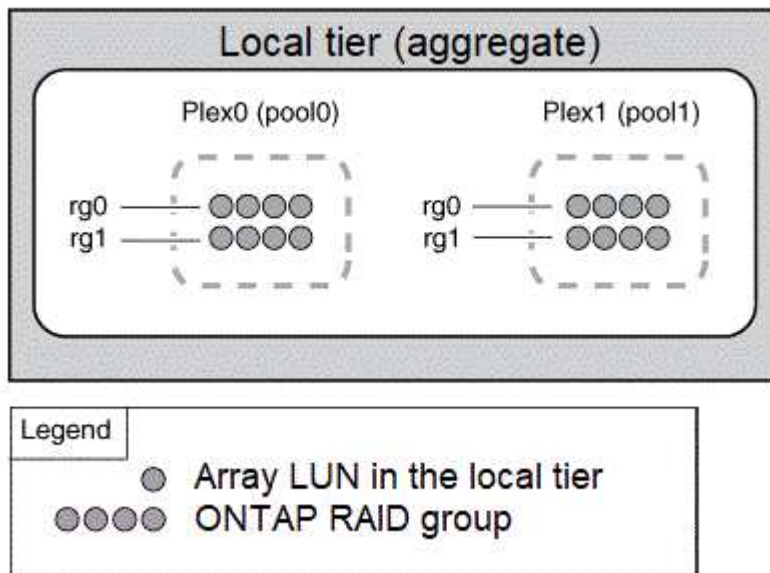 Local tier (aggregate)
Plex0 (pool0) Plex1 (pool1)
rg0 rg0
rg1 rg1
Legend
Array LUN in the local tier
ONTAP RAID group